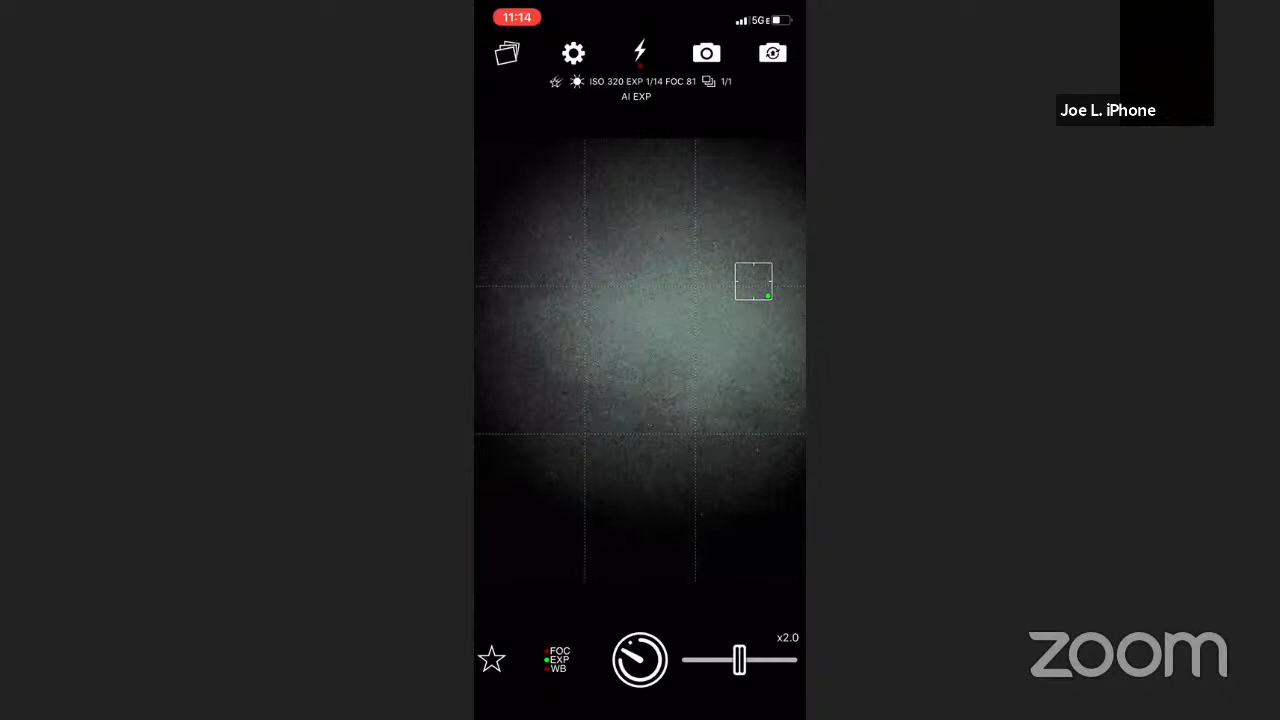 11:14
5GE
ISO 320 EXP 1/14 FOC 81 1/1
AI EXP
Joe L. iPhone
x2.0
FOC
EXP
WB
zoom